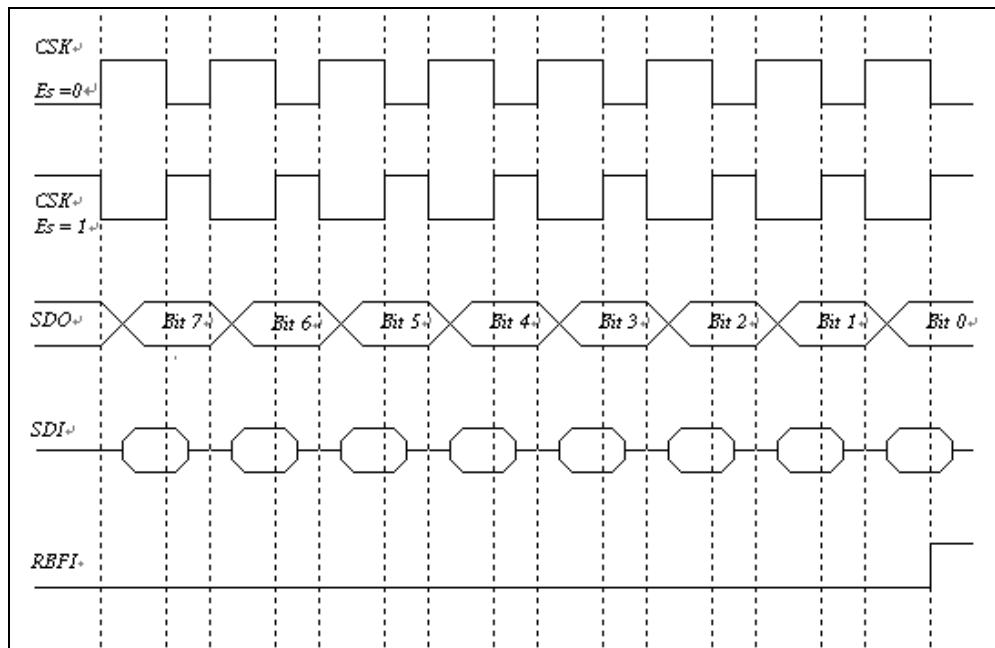 CSK↵
Es =0↵
CSK↵
Es = 1↵
SDO↵ Bit 7↵ Bit 6↵ Bit 5↵ Bit 4↵ Bit 3↵ Bit 2↵ Bit 1↵ Bit 0↵
SDI↵
RBFI↵